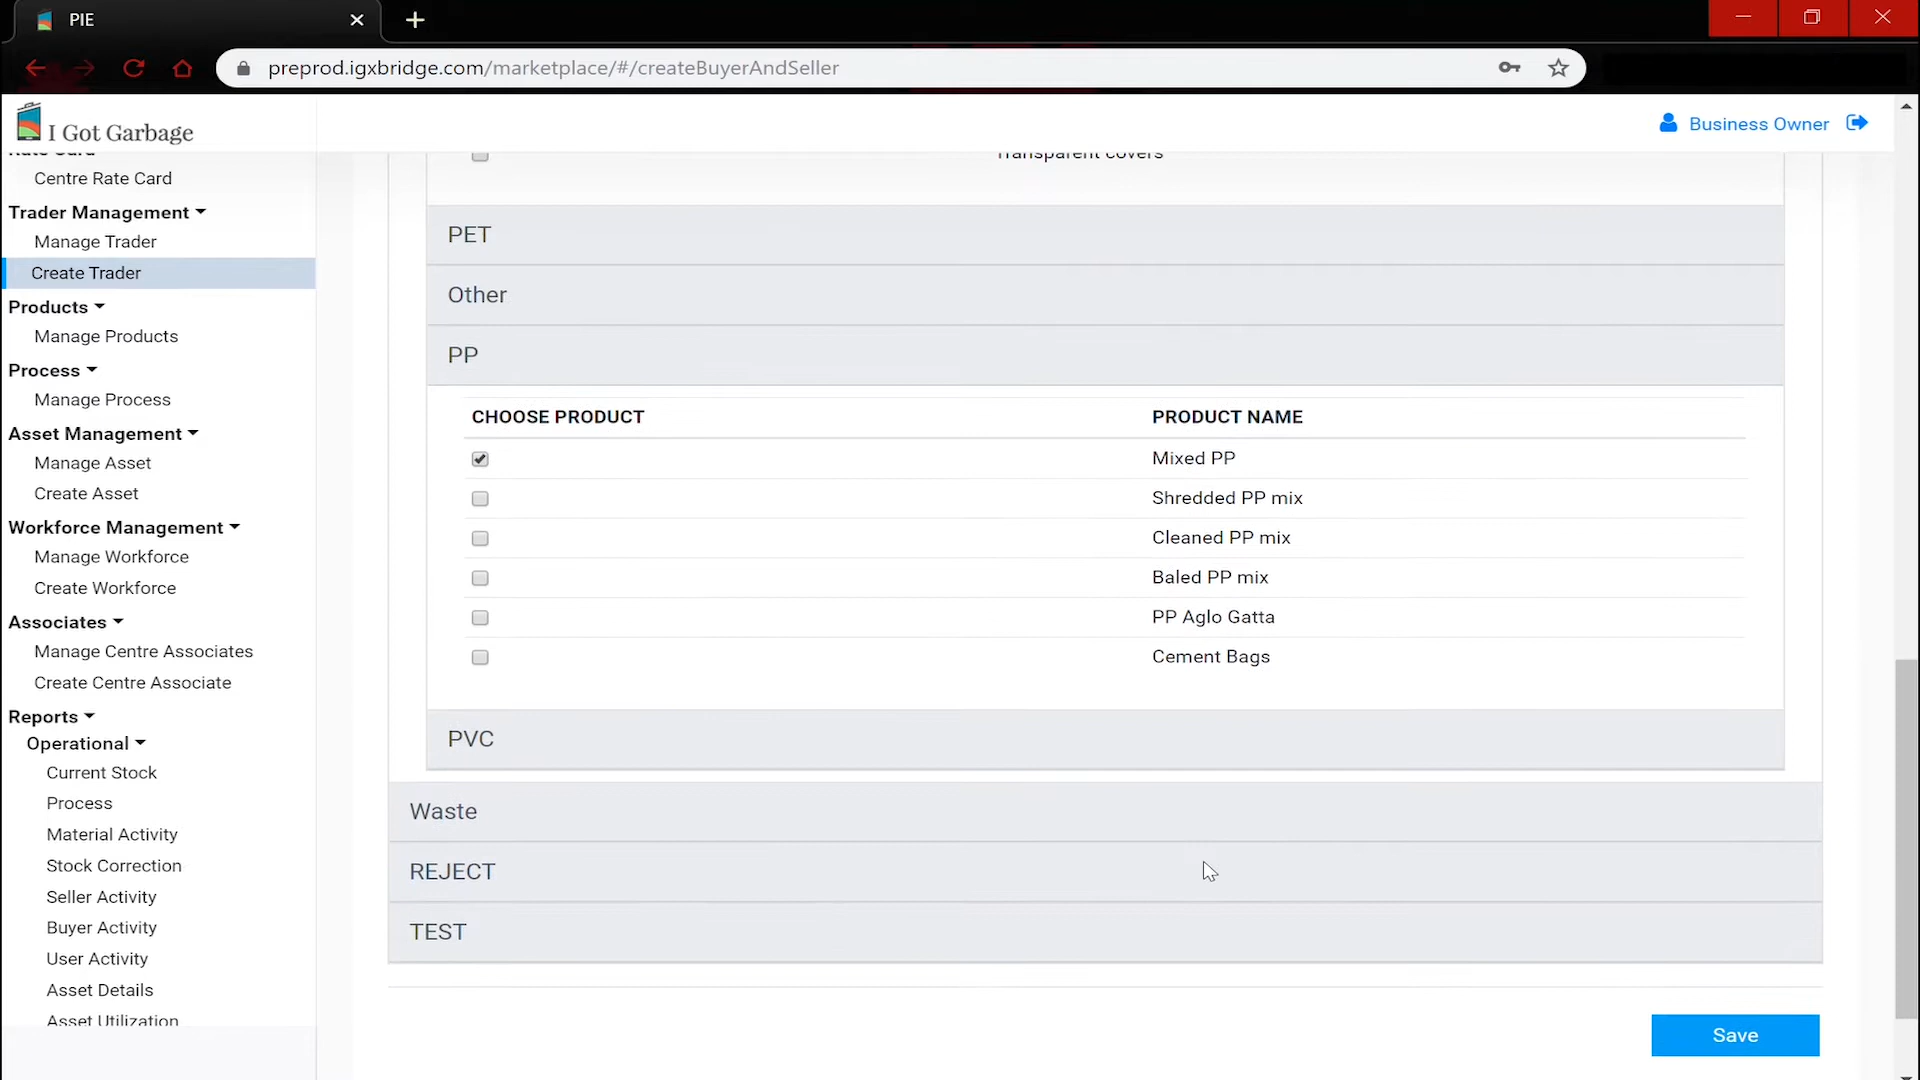 PIE
preprod.igxbridge.com/marketplace/#/createBuyerAndSeller
I Got Garbage
Business Owner
Rate Card
Centre Rate Card
Trader Management
Manage Trader
Create Trader
Products
Manage Products
Process
Manage Process
Asset Management
Manage Asset
Create Asset
Workforce Management
Manage Workforce
Create Workforce
Associates
Manage Centre Associates
Create Centre Associate
Reports
Operational
Current Stock
Process
Material Activity
Stock Correction
Seller Activity
Buyer Activity
User Activity
Asset Details
Asset Utilization
Transparent covers
PET
Other
PP
CHOOSE PRODUCT PRODUCT NAME
Mixed PP
Shredded PP mix
Cleaned PP mix
Baled PP mix
PP Aglo Gatta
Cement Bags
PVC
Waste
REJECT
TEST
Save